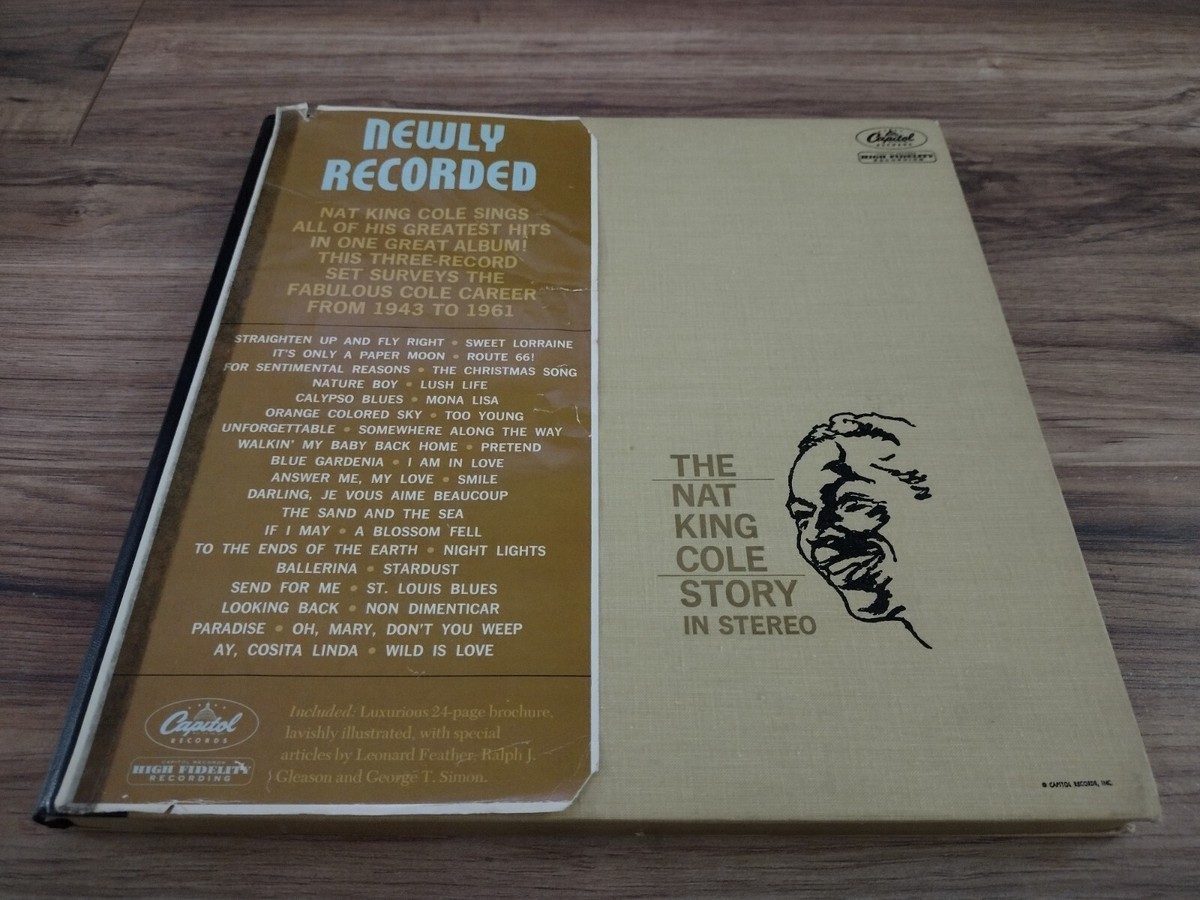 NEWLY
RECORDED
NAT KING COLE SINGS
ALL OF HIS GREATEST HITS
IN ONE GREAT ALBUM!
THIS THREE-RECORD
SET SURVEYS THE
FABULOUS COLE CAREER
FROM 1943 TO 1961
STRAIGHTEN UP AND FLY RIGHT • SWEET LORRAINE
IT'S ONLY A PAPER MOON • ROUTE 66!
FOR SENTIMENTAL REASONS • THE CHRISTMAS SONG
NATURE BOY • LUSH LIFE
CALYPSO BLUES • MONA LISA
ORANGE COLORED SKY • TOO YOUNG
UNFORGETTABLE • SOMEWHERE ALONG THE WAY
WALKIN' MY BABY BACK HOME • PRETEND
BLUE GARDENIA • I AM IN LOVE
ANSWER ME, MY LOVE • SMILE
DARLING, JE VOUS AIME BEAUCOUP
THE SAND AND THE SEA
IF I MAY • A BLOSSOM FELL
TO THE ENDS OF THE EARTH • NIGHT LIGHTS
BALLERINA • STARDUST
SEND FOR ME • ST. LOUIS BLUES
LOOKING BACK • NON DIMENTICAR
PARADISE • OH, MARY, DON'T YOU WEEP
AY, COSITA LINDA • WILD IS LOVE
Capitol
RECORDS
CAPITOL RECORDS
HIGH FIDELITY
RECORDING
Included: Luxurious 24-page brochure,
lavishly illustrated, with special
articles by Leonard Feather, Ralph J.
Gleason and George T. Simon.
Capitol
RECORDS
HIGH FIDELITY
RECORDING
THE
NAT
KING
COLE
STORY
IN STEREO
© CAPITOL RECORDS, INC.